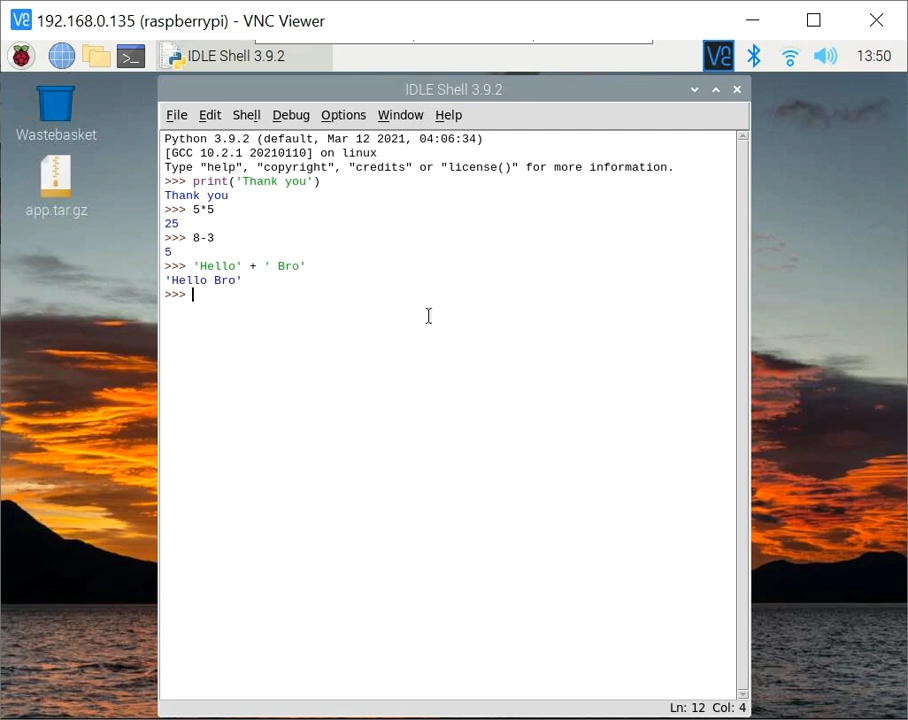 192.168.0.135 (raspberrypi) - VNC Viewer
IDLE Shell 3.9.2
13:50
Wastebasket
app.tar.gz
IDLE Shell 3.9.2
File Edit Shell Debug Options Window Help
Python 3.9.2 (default, Mar 12 2021, 04:06:34)
[GCC 10.2.1 20210110] on linux
Type "help", "copyright", "credits" or "license()" for more information.
>>> print('Thank you')
Thank you
>>> 5*5
25
>>> 8-3
5
>>> 'Hello' + ' Bro'
'Hello Bro'
>>>
Ln: 12 Col: 4